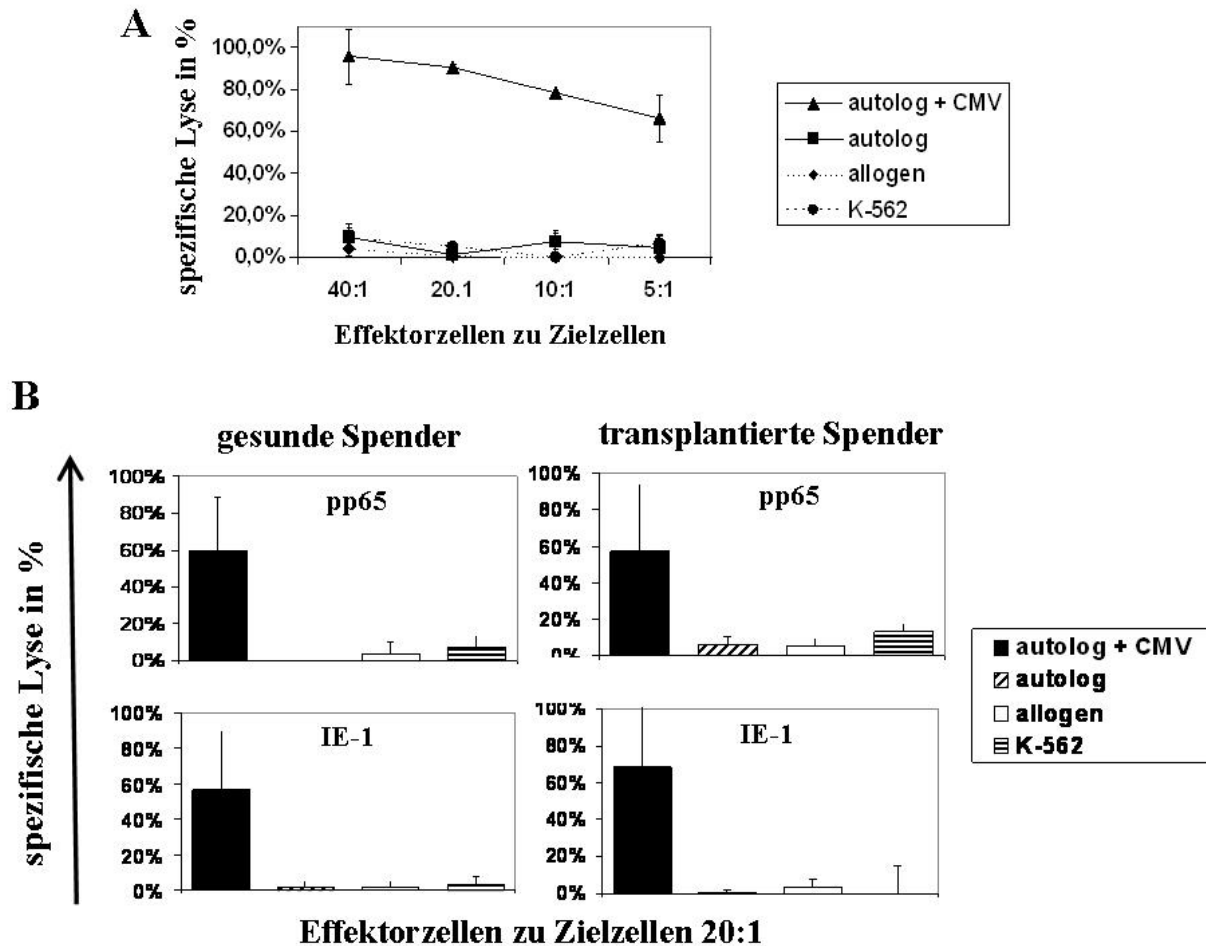 A
spezifische Lyse in %
100,0%
80,0%
60,0%
40,0%
20,0%
0,0%
40:1
20.1
10:1
5:1
Effektorzellen zu Zielzellen
autolog + CMV
autolog
allogen
K-562
B
spezifische Lyse in %
gesunde Spender
transplantierte Spender
pp65
100%
80%
60%
40%
20%
0%
pp65
100%
80%
60%
40%
20%
0%
IE-1
100%
80%
60%
40%
20%
0%
IE-1
100%
80%
60%
40%
20%
0%
autolog + CMV
autolog
allogen
K-562
Effektorzellen zu Zielzellen 20:1